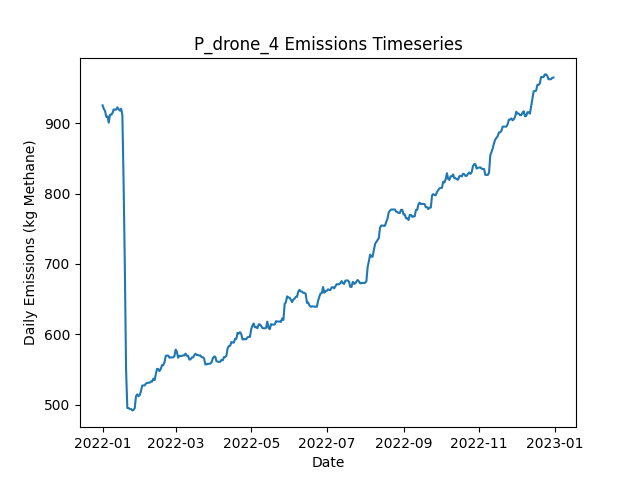 P_drone_4 Emissions Timeseries
Daily Emissions (kg Methane)
900
800
700
600
500
2022-01 2022-03 2022-05 2022-07 2022-09 2022-11 2023-01
Date